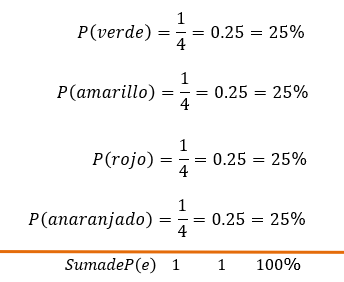 P(verde) = 1/4 = 0.25 = 25%
P(amarillo) = 1/4 = 0.25 = 25%
P(rojo) = 1/4 = 0.25 = 25%
P(anaranjado) = 1/4 = 0.25 = 25%
SumadeP(e) 1 1 100%